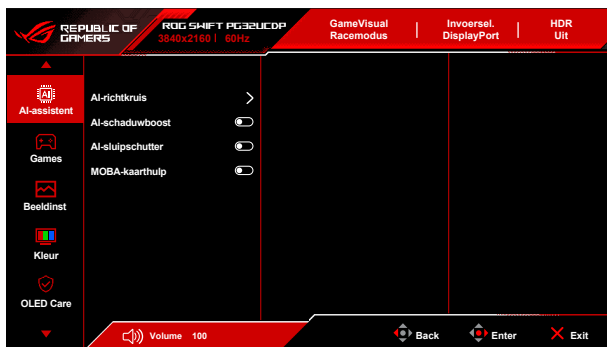 REPUBLIC OF
GAMERS
ROG SWIFT PG32UCDP
3840x2160 | 60Hz
GameVisual
Racemodus
Invoersel.
DisplayPort
HDR
Uit
AI
AI-assistent
Games
Beeldinst
Kleur
OLED Care
AI-richtkruis
AI-schaduwboost
AI-sluipschutter
MOBA-kaarthulp
Volume 100
Back
Enter
Exit